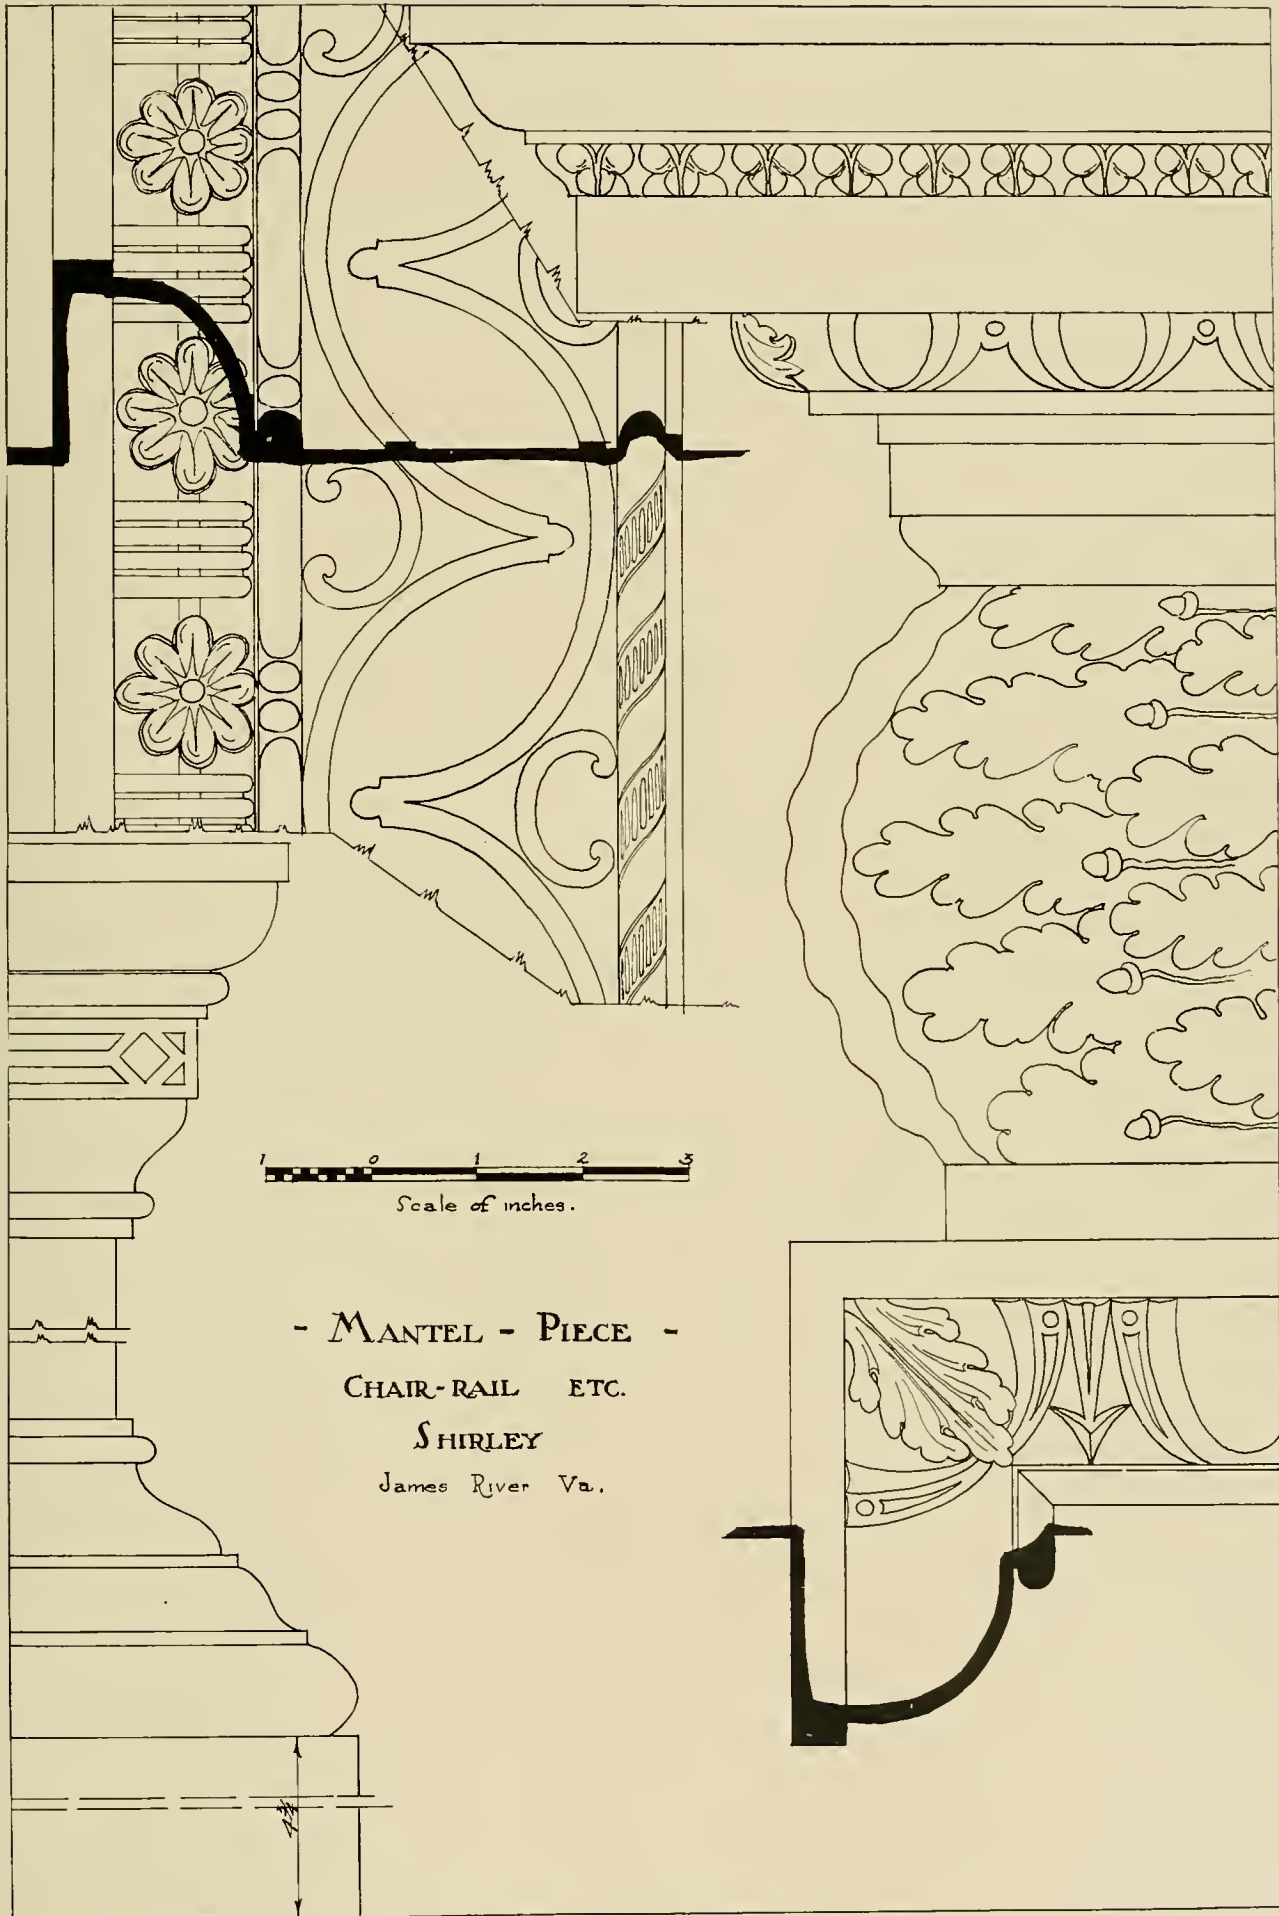 1 0 1 2 3
Scale of inches.
- MANTEL - PIECE -
CHAIR-RAIL ETC.
SHIRLEY
James River Va.